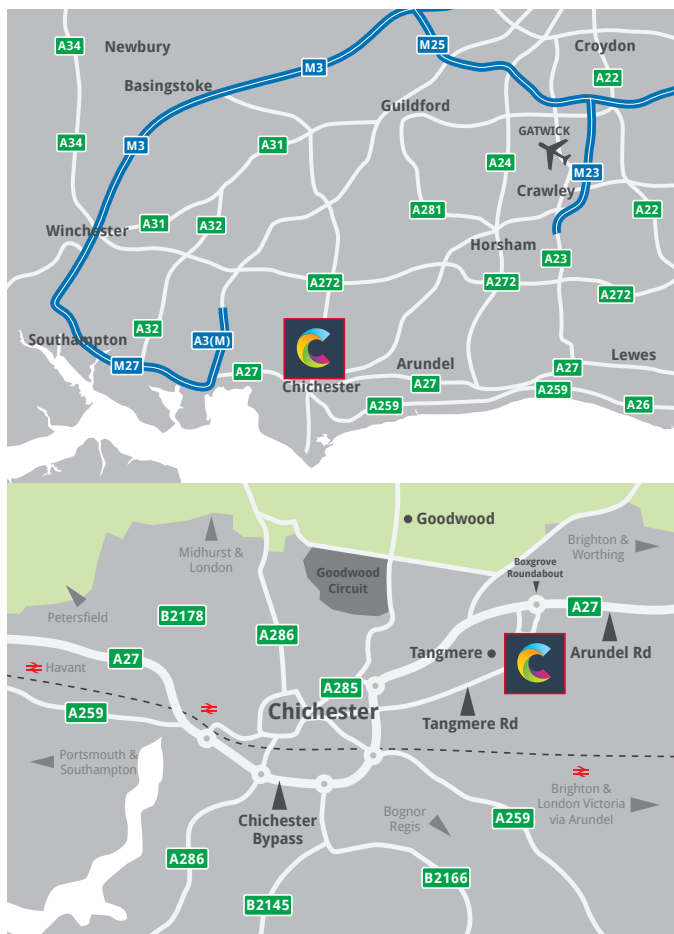 A34
Newbury
M25
Croydon
M3
A22
Basingstoke
Guildford
GATWICK
A34
M3
A31
A24
M23
Crawley
A281
A22
Winchester
A31
A32
Horsham
A23
A272
A272
A272
Southampton
A32
A3(M)
M27
A27
Arundel
Lewes
A27
A27
Chichester
A259
A259
A26
Goodwood
Midhurst &
London
Brighton &
Worthing
Boxgrove
Roundabout
Goodwood
Circuit
Petersfield
B2178
A27
A286
Tangmere
Arundel Rd
A27
Havant
A285
Chichester
A259
Tangmere Rd
Portsmouth &
Southampton
Brighton &
London Victoria
via Arundel
Chichester
Bypass
Bognor
Regis
A259
A286
B2166
B2145